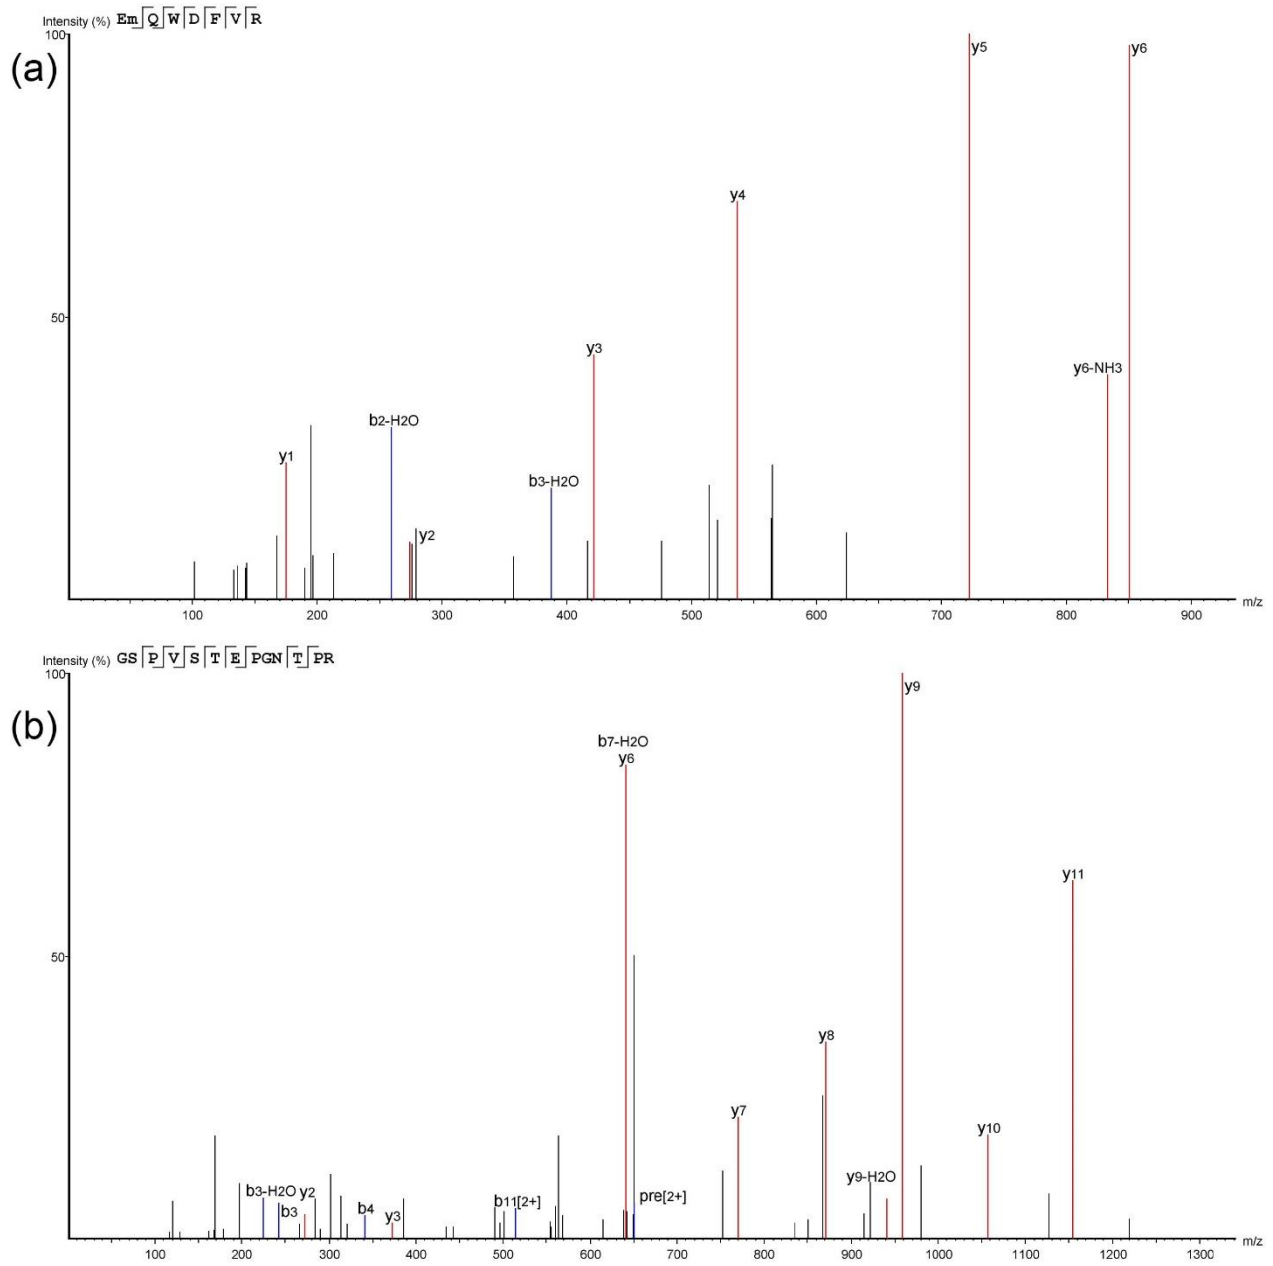 Intensity (%) EmQWDFVR
100
(a)
y5
y6
y4
50
y3
y6-NH3
b2-H2O
y1
b3-H2O
y2
100 200 300 400 500 600 700 800 900 m/z
Intensity (%) GSPVSTEPGNTPR
100
(b)
y9
b7-H2O
y6
50
y11
y8
y7
y10
y9-H2O
b3-H2O y2
pre[2+]
b11[2+]
b3 b4
y3
100 200 300 400 500 600 700 800 900 1000 1100 1200 1300 m/z